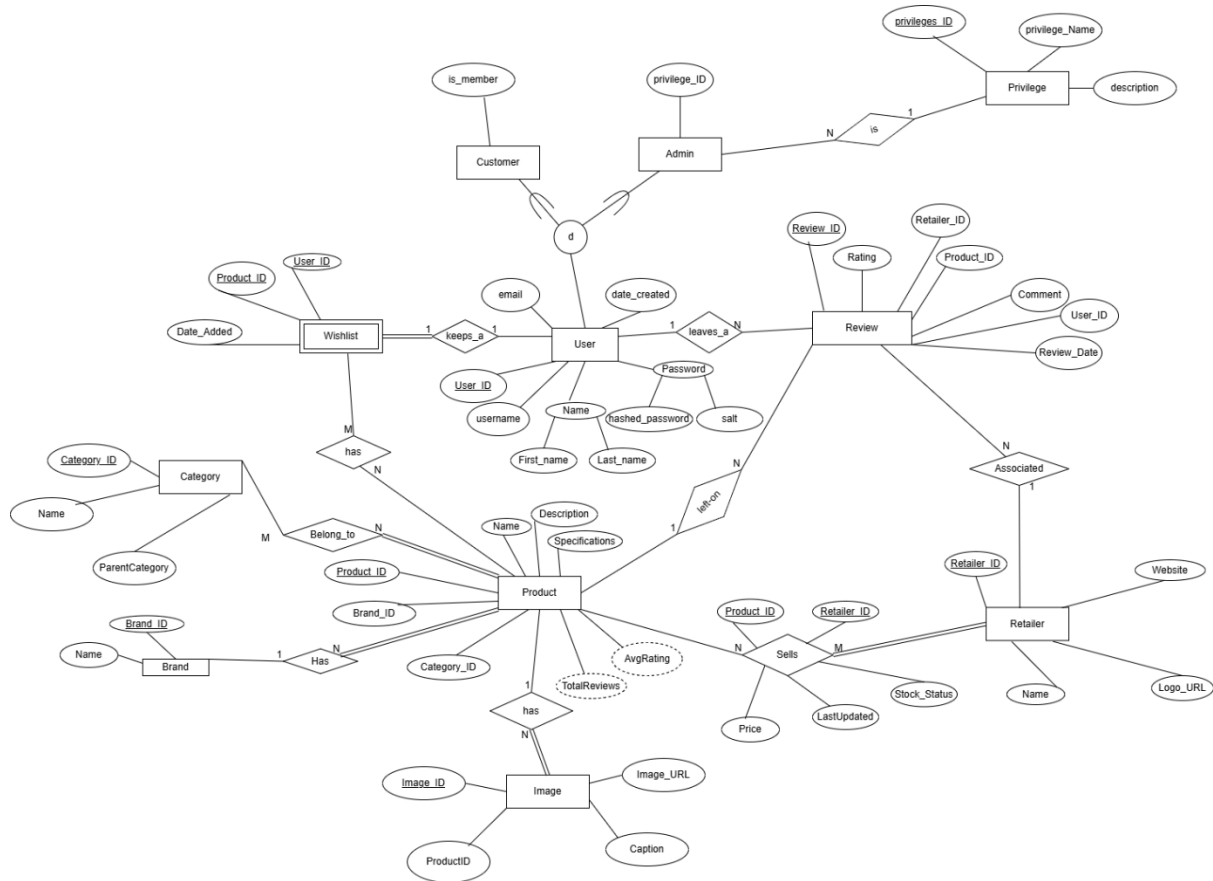 privileges_ID
privilege_Name
Privilege
description
is_member
privilege_ID
1
is
N
Customer
Admin
d
Review_ID
Retailer_ID
Rating
Product_ID
Comment
User_ID
Review_Date
Review
User_ID
Product_ID
Date_Added
Wishlist
1
keeps_a
1
email
date_created
User
1
leaves_a
N
User_ID
username
Name
First_name
Last_name
Password
hashed_password
salt
M
has
N
N
left-on
1
N
Associated
1
Category_ID
Category
Name
ParentCategory
M
Belong_to
N
Name
Description
Specifications
Product_ID
Product
Brand_ID
Category_ID
TotalReviews
AvgRating
Brand_ID
Name
Brand
1
Has
N
Product_ID
Retailer_ID
N
Sells
M
Stock_Status
LastUpdated
Price
Retailer_ID
Website
Retailer
Name
Logo_URL
1
has
N
Image_ID
Image_URL
Image
ProductID
Caption